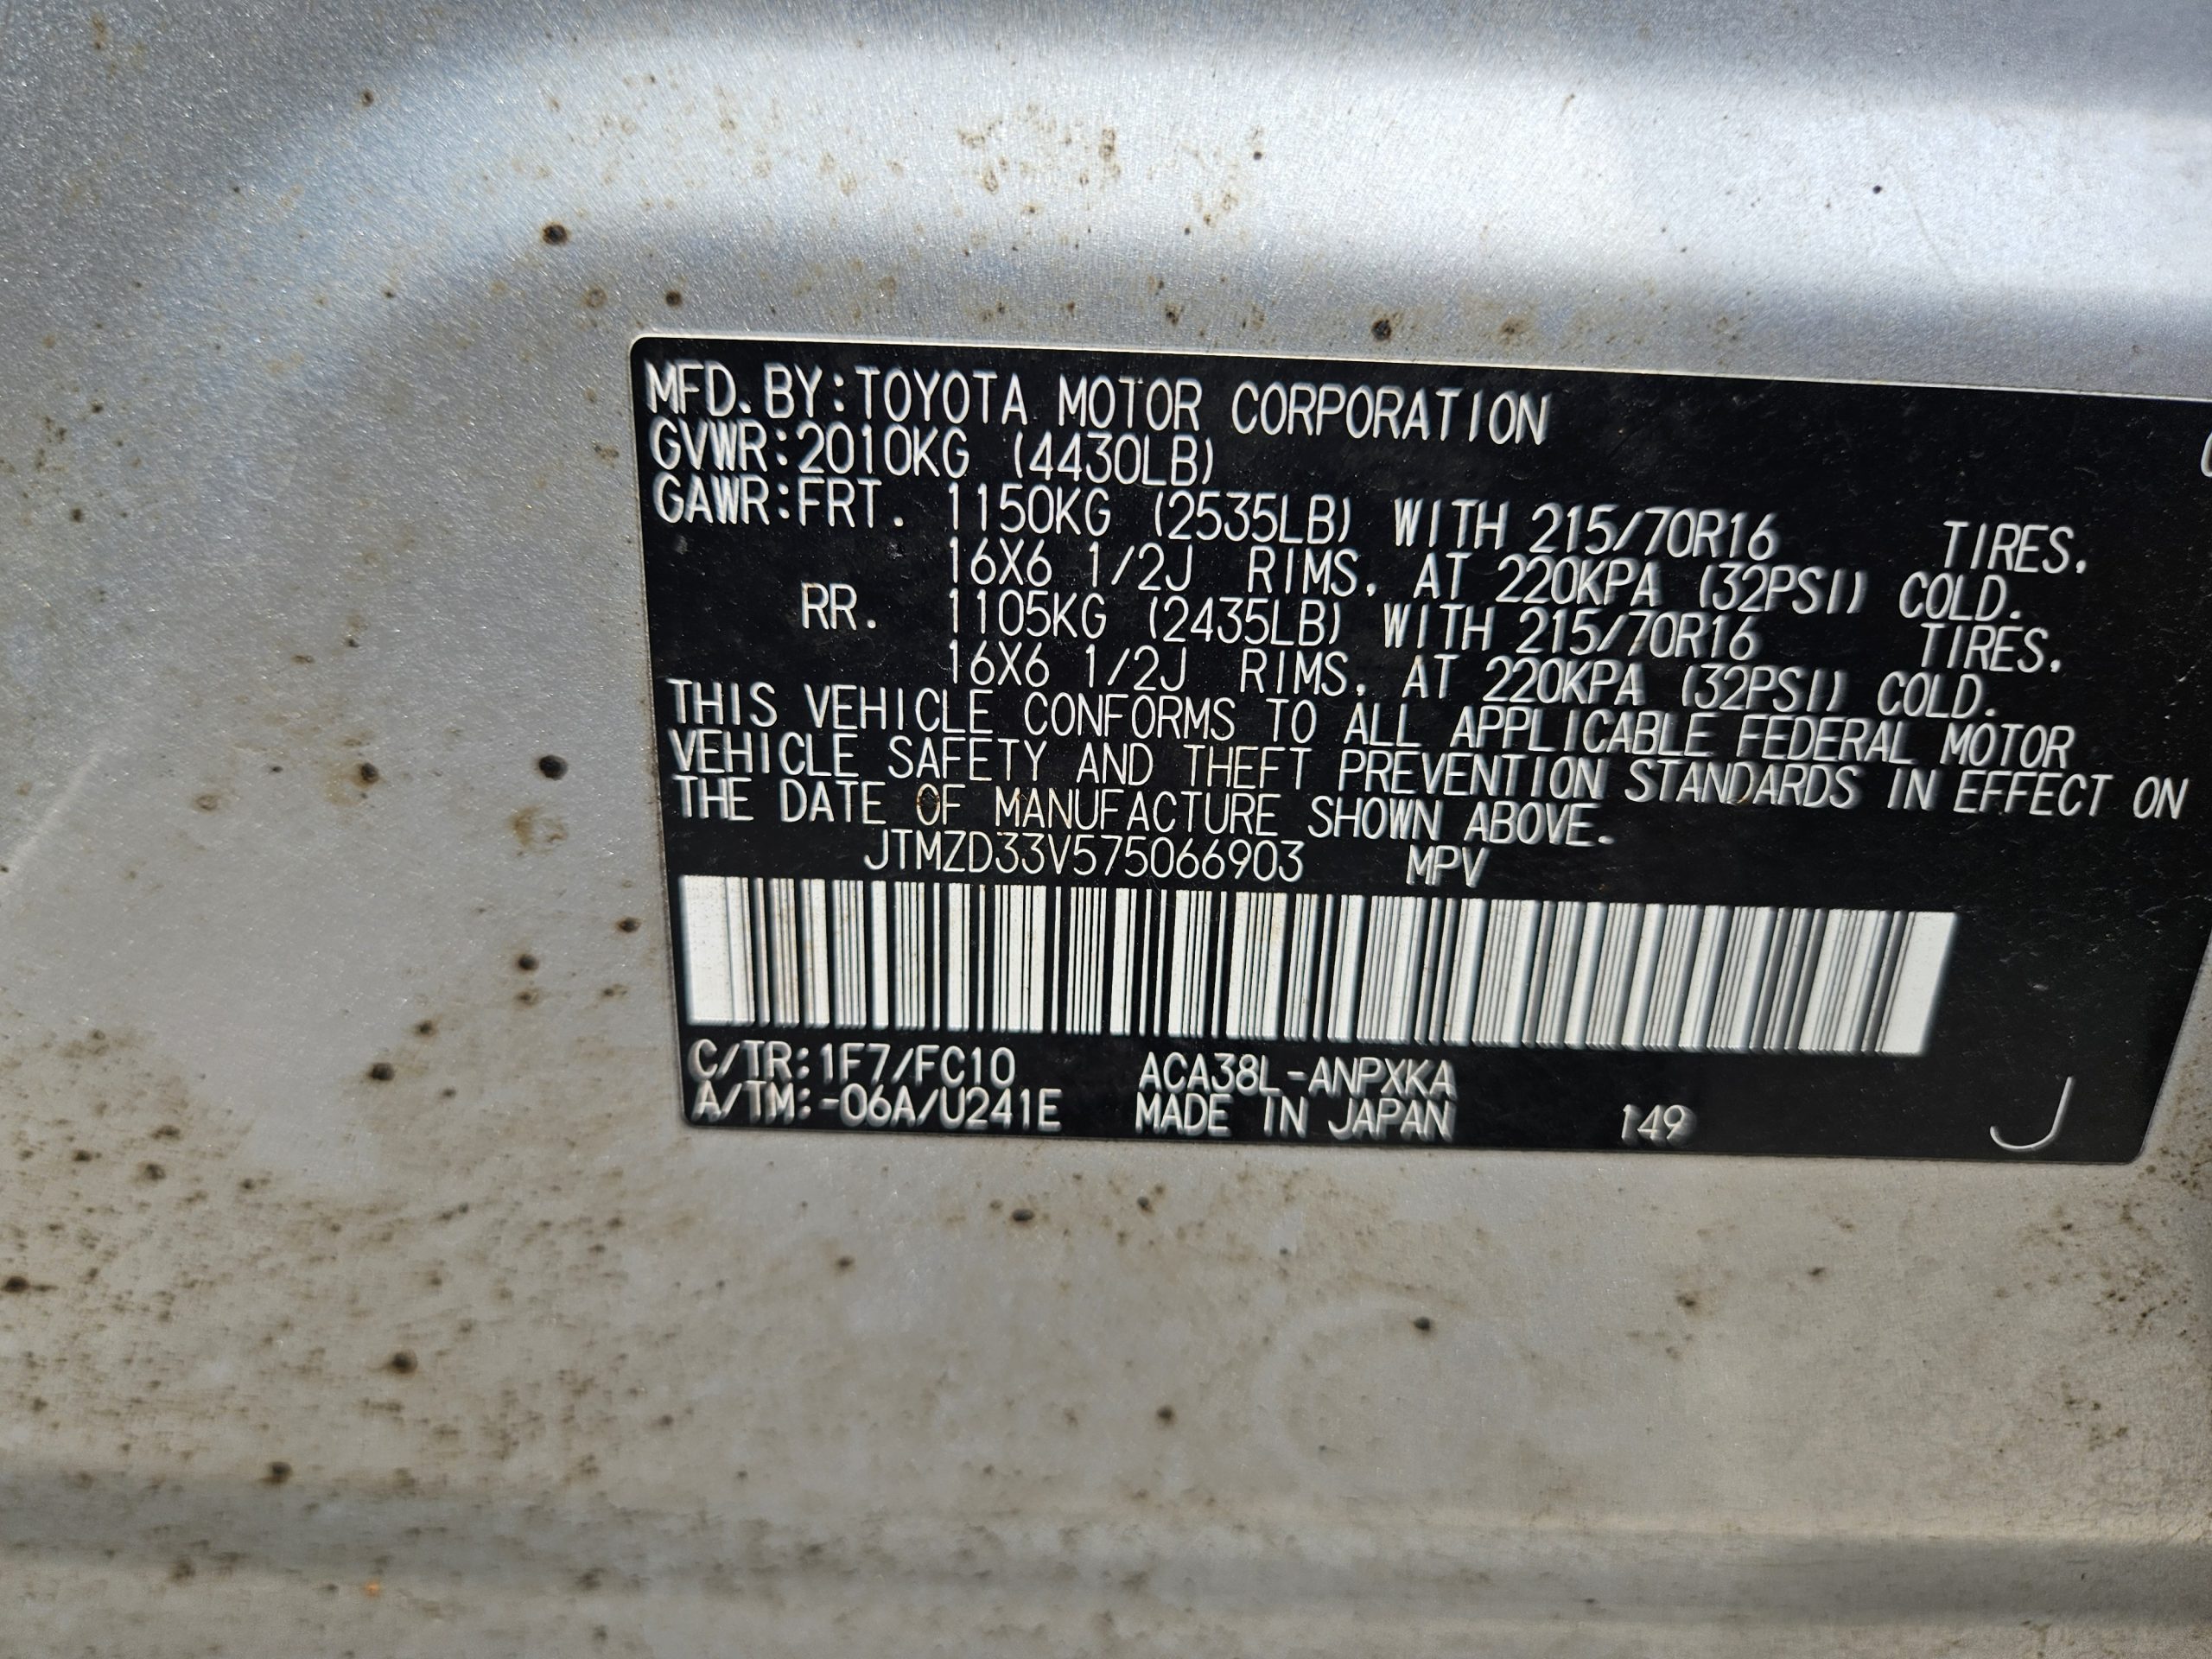 MFD. BY:TOYOTA MOTOR CORPORATION
GVWR:2010KG (4430LB)
GAWR:FRT. 1150KG (2535LB) WITH 215/70R16 TIRES.
16X6 1/2J RIMS. AT 220KPA (32PSI) COLD.
RR. 1105KG (2435LB) WITH 215/70R16 TIRES.
16X6 1/2J RIMS. AT 220KPA (32PSI) COLD.
THIS VEHICLE CONFORMS TO ALL APPLICABLE FEDERAL MOTOR
VEHICLE SAFETY AND THEFT PREVENTION STANDARDS IN EFFECT ON
THE DATE OF MANUFACTURE SHOWN ABOVE.
JTMZD33V575066903 MPV
C/TR:1F7/FC10 ACA38L-ANPXKA
A/TM:-06A/U241E MADE IN JAPAN 149 J